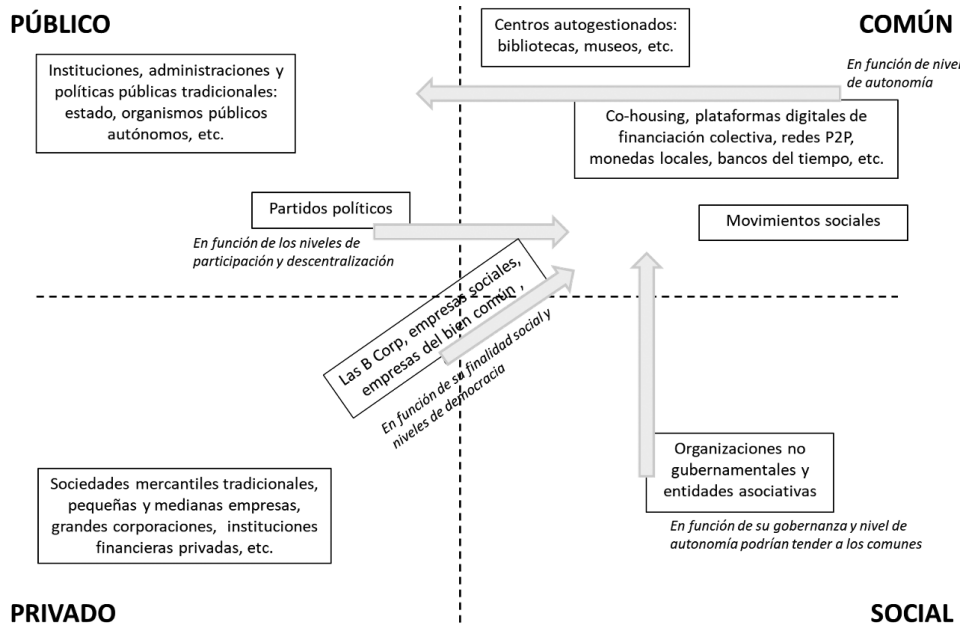 PÚBLICO
COMÚN
Centros autogestionados:
bibliotecas, museos, etc.
Instituciones, administraciones y
políticas públicas tradicionales:
estado, organismos públicos
autónomos, etc.
En función de nivel
de autonomía
Co-housing, plataformas digitales de
financiación colectiva, redes P2P,
monedas locales, bancos del tiempo, etc.
Partidos políticos
Movimientos sociales
En función de los niveles de
participación y descentralización
Las B Corp, empresas sociales,
empresas del bien común ,
En función de su finalidad social y
niveles de democracia
Organizaciones no
gubernamentales y
entidades asociativas
Sociedades mercantiles tradicionales,
pequeñas y medianas empresas,
grandes corporaciones, instituciones
financieras privadas, etc.
En función de su gobernanza y nivel de
autonomía podrían tender a los comunes
PRIVADO
SOCIAL